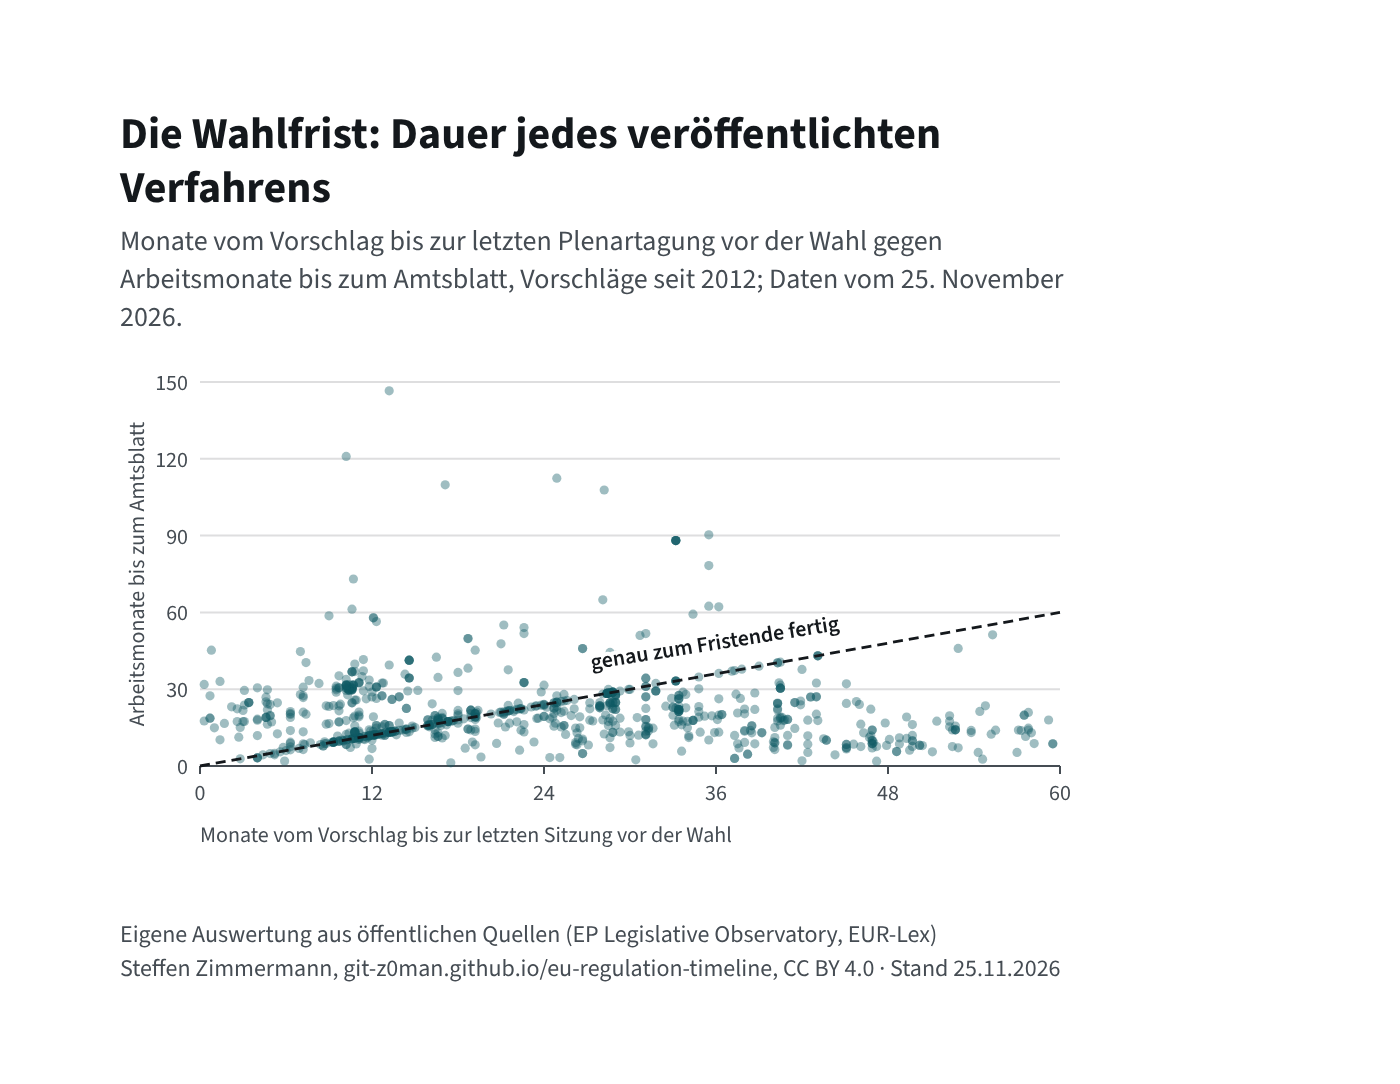 Die Wahlfrist: Dauer jedes veröffentlichten
Verfahrens
Monate vom Vorschlag bis zur letzten Plenartagung vor der Wahl gegen
Arbeitsmonate bis zum Amtsblatt, Vorschläge seit 2012; Daten vom 25. November
2026.
Arbeitsmonate bis zum Amtsblatt
150
120
90
60
30
0
genau zum Fristende fertig
0 12 24 36 48 60
Monate vom Vorschlag bis zur letzten Sitzung vor der Wahl
Eigene Auswertung aus öffentlichen Quellen (EP Legislative Observatory, EUR-Lex)
Steffen Zimmermann, git-z0man.github.io/eu-regulation-timeline, CC BY 4.0 · Stand 25.11.2026